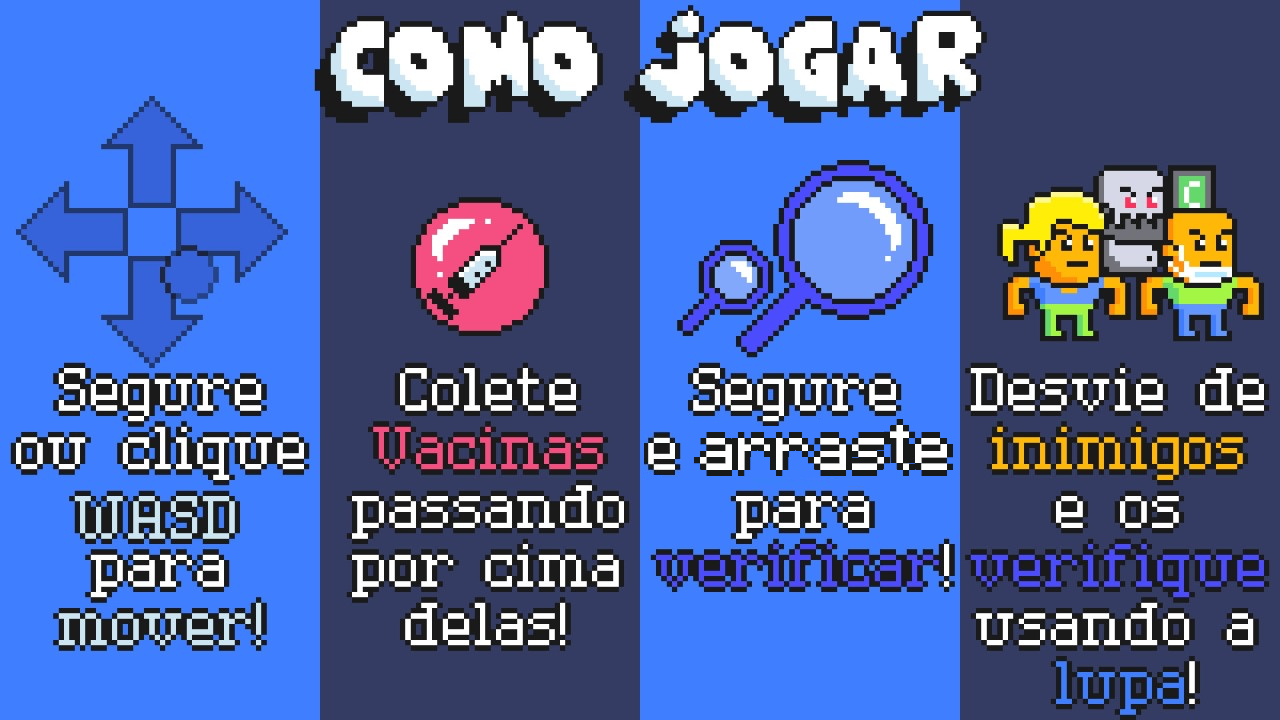 COMO JOGAR
Segure
ou clique
WASD
para
mover!
Colete
Vacinas
passando
por cima
delas!
Segure
e arraste
para
verificar!
C
Desvie de
inimigos
e os
verifique
usando a
lupa!